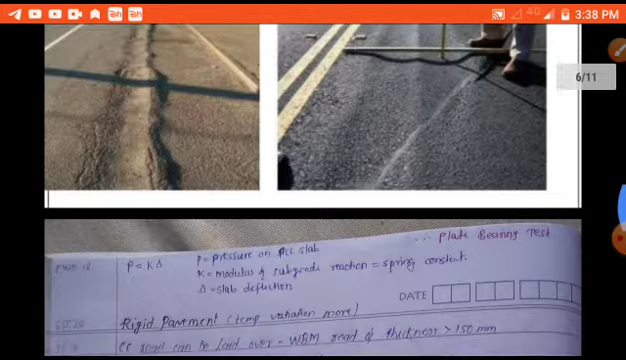 4G 3:38 PM
6/11
... Plate Bearing Test
P = KΔ
P = pressure on PCC slab
K = modulus of subgrade reaction = spring constant
Δ = slab deflection
DATE
Rigid Pavement (temp variation more)
CC road can be laid over - WBM road of thickness > 150 mm